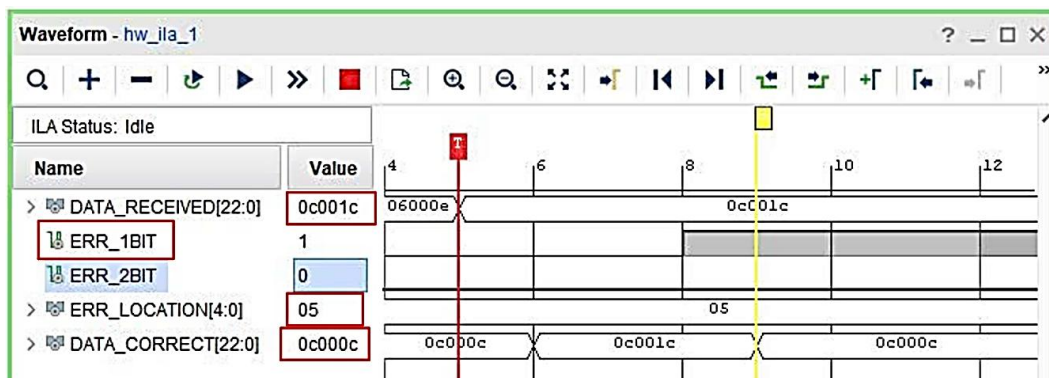 Waveform - hw_ila_1
ILA Status: Idle
Name Value 4 T 6 8 10 12
DATA_RECEIVED[22:0] 0c001c 06000e 0c001c
ERR_1BIT 1
ERR_2BIT 0
ERR_LOCATION[4:0] 05 05
DATA_CORRECT[22:0] 0c000c 0c000c 0c001c 0c000c